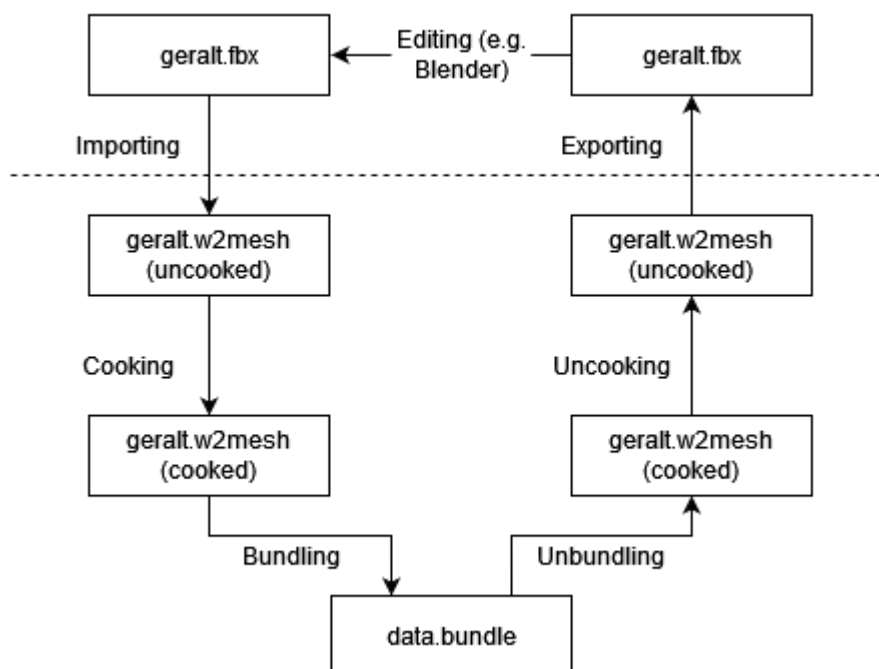 geralt.fbx
Editing (e.g.
Blender)
geralt.fbx
Importing
Exporting
geralt.w2mesh
(uncooked)
geralt.w2mesh
(uncooked)
Cooking
Uncooking
geralt.w2mesh
(cooked)
geralt.w2mesh
(cooked)
Bundling
Unbundling
data.bundle